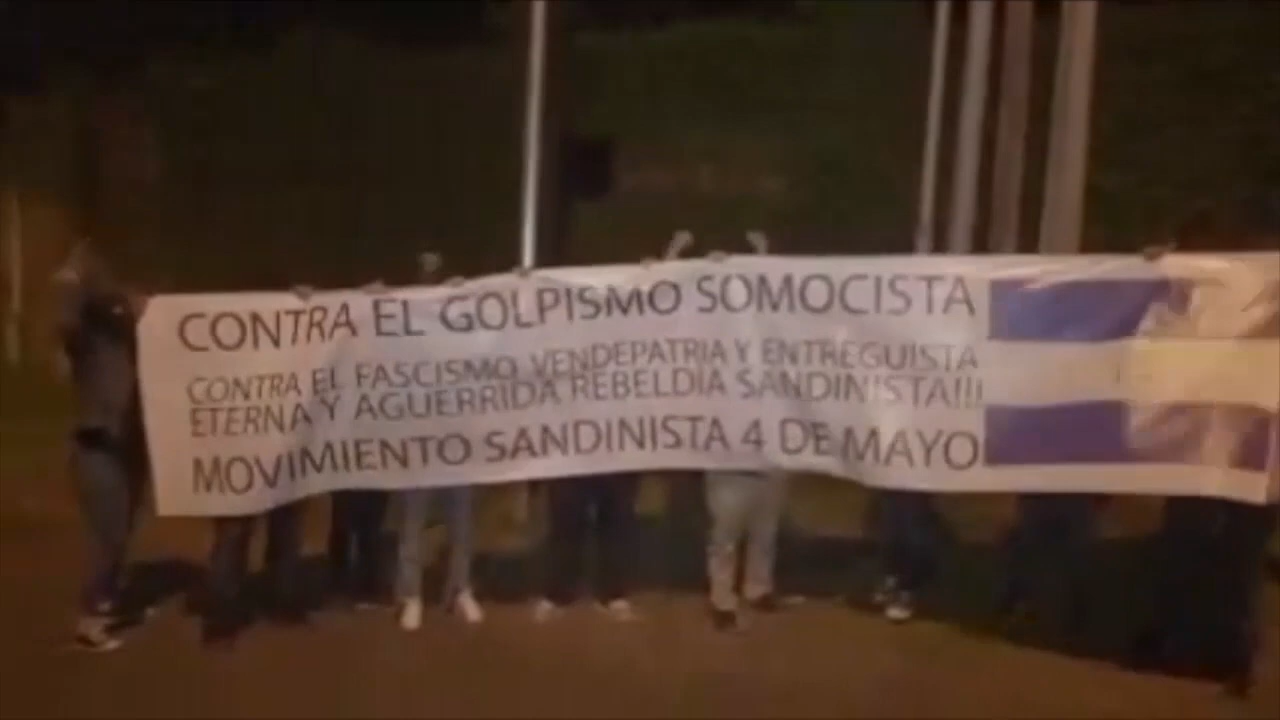 CONTRA EL GOLPISMO SOMOCISTA
CONTRA EL FASCISMO VENDEPATRIA Y ENTREGUISTA
ETERNA Y AGUERRIDA REBELDIA SANDINISTA!!!
MOVIMIENTO SANDINISTA 4 DE MAYO